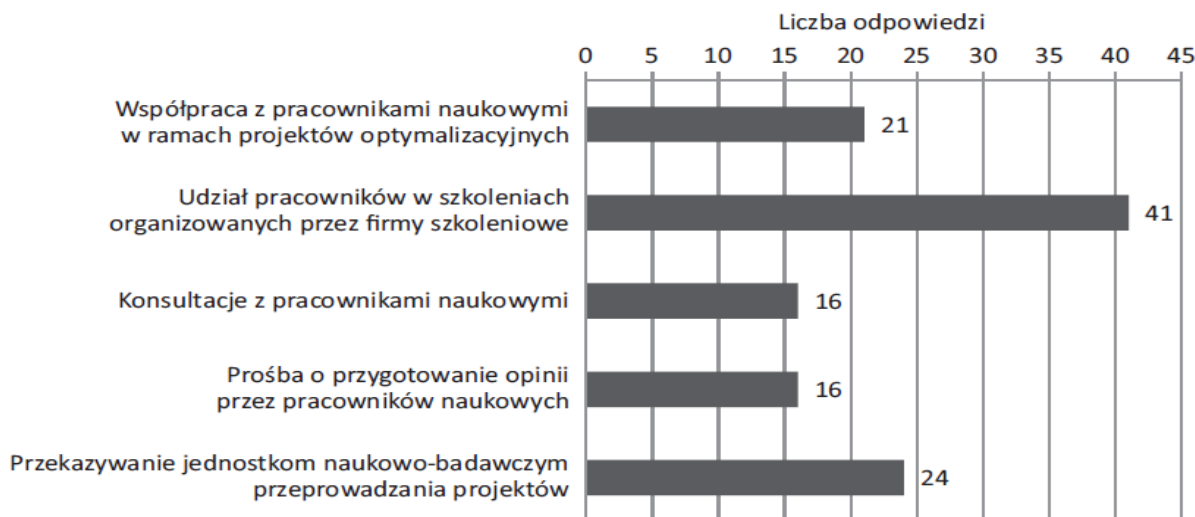 Liczba odpowiedzi
0 5 10 15 20 25 30 35 40 45
Współpraca z pracownikami naukowymi
w ramach projektów optymalizacyjnych
21
Udział pracowników w szkoleniach
organizowanych przez firmy szkoleniowe
41
Konsultacje z pracownikami naukowymi
16
Prośba o przygotowanie opinii
przez pracowników naukowych
16
Przekazywanie jednostkom naukowo-badawczym
przeprowadzania projektów
24